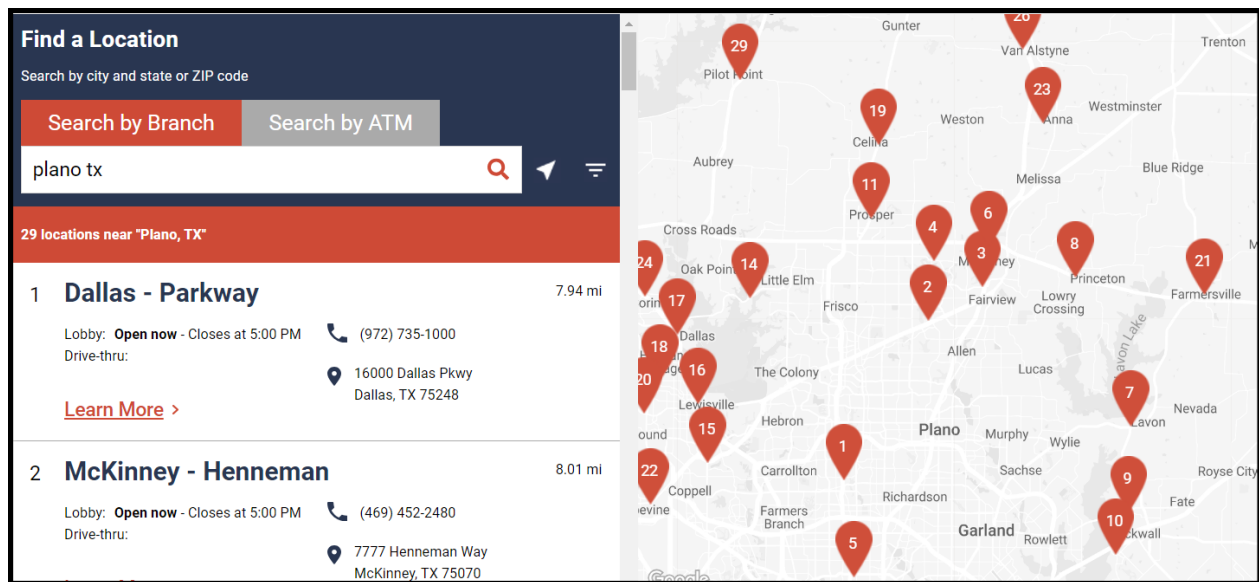 Find a Location
Search by city and state or ZIP code
Search by Branch
Search by ATM
plano tx
29 locations near "Plano, TX"
1 Dallas - Parkway 7.94 mi
Lobby: Open now - Closes at 5:00 PM
Drive-thru:
(972) 735-1000
16000 Dallas Pkwy
Dallas, TX 75248
Learn More >
2 McKinney - Henneman 8.01 mi
Lobby: Open now - Closes at 5:00 PM
Drive-thru:
(469) 452-2480
7777 Henneman Way
McKinney, TX 75070
Gunter
26
Van Alstyne
Trenton
29
Pilot Point
23
Anna
Westminster
19
Celina
Weston
Aubrey
Blue Ridge
Melissa
11
Prosper
6
4
Cross Roads
3
8
Princeton
21
Farmersville
24
Oak Point
14
Little Elm
2
17
Frisco
Fairview
Lowry
Crossing
Dallas
18
Allen
Lavon Lake
16
The Colony
Lucas
20
Lewisville
7
Lavon
Nevada
15
Hebron
1
Plano
Murphy
Wylie
22
Carrollton
Sachse
9
Royse City
Coppell
Richardson
Fate
Farmers
Branch
10
5
Garland
Rowlett
Google